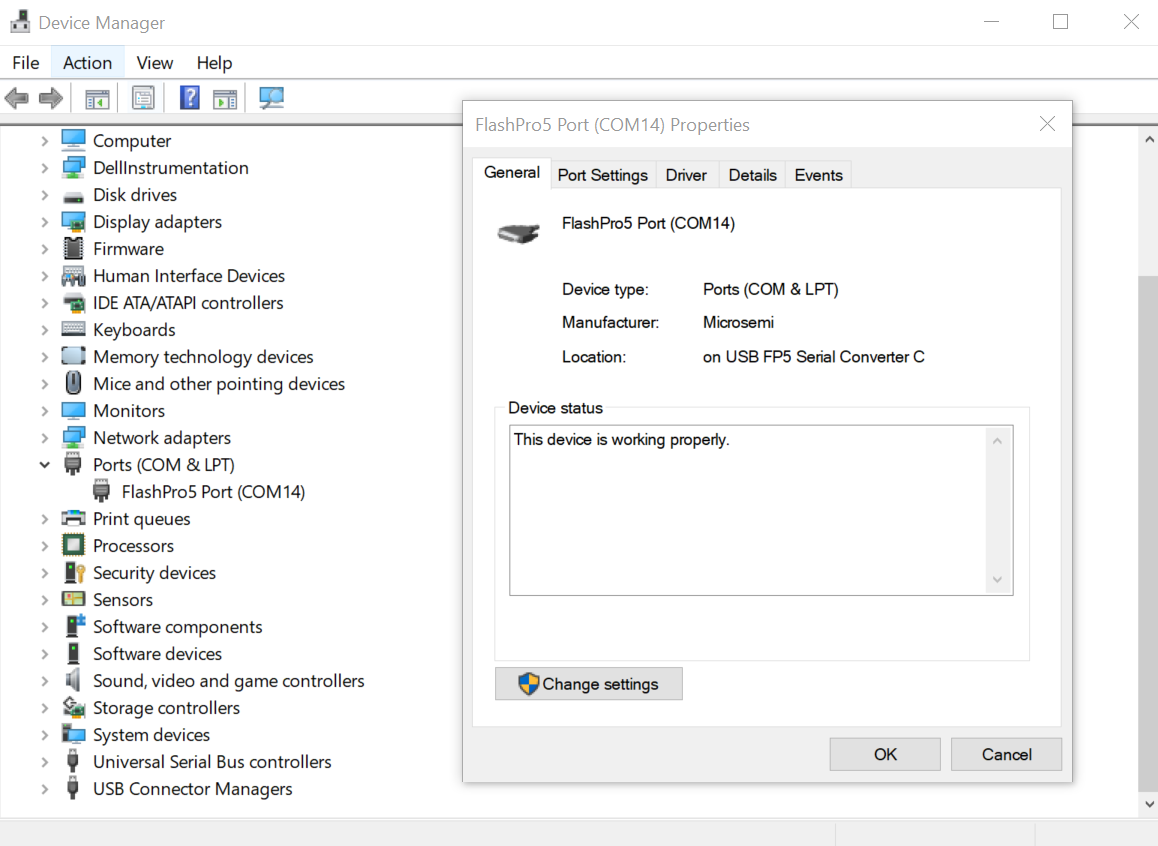 Device Manager
File Action View Help
Computer
DellInstrumentation
Disk drives
Display adapters
Firmware
Human Interface Devices
IDE ATA/ATAPI controllers
Keyboards
Memory technology devices
Mice and other pointing devices
Monitors
Network adapters
Ports (COM & LPT)
FlashPro5 Port (COM14)
Print queues
Processors
Security devices
Sensors
Software components
Software devices
Sound, video and game controllers
Storage controllers
System devices
Universal Serial Bus controllers
USB Connector Managers
FlashPro5 Port (COM14) Properties
General Port Settings Driver Details Events
FlashPro5 Port (COM14)
Device type: Ports (COM & LPT)
Manufacturer: Microsemi
Location: on USB FP5 Serial Converter C
Device status
This device is working properly.
Change settings
OK Cancel